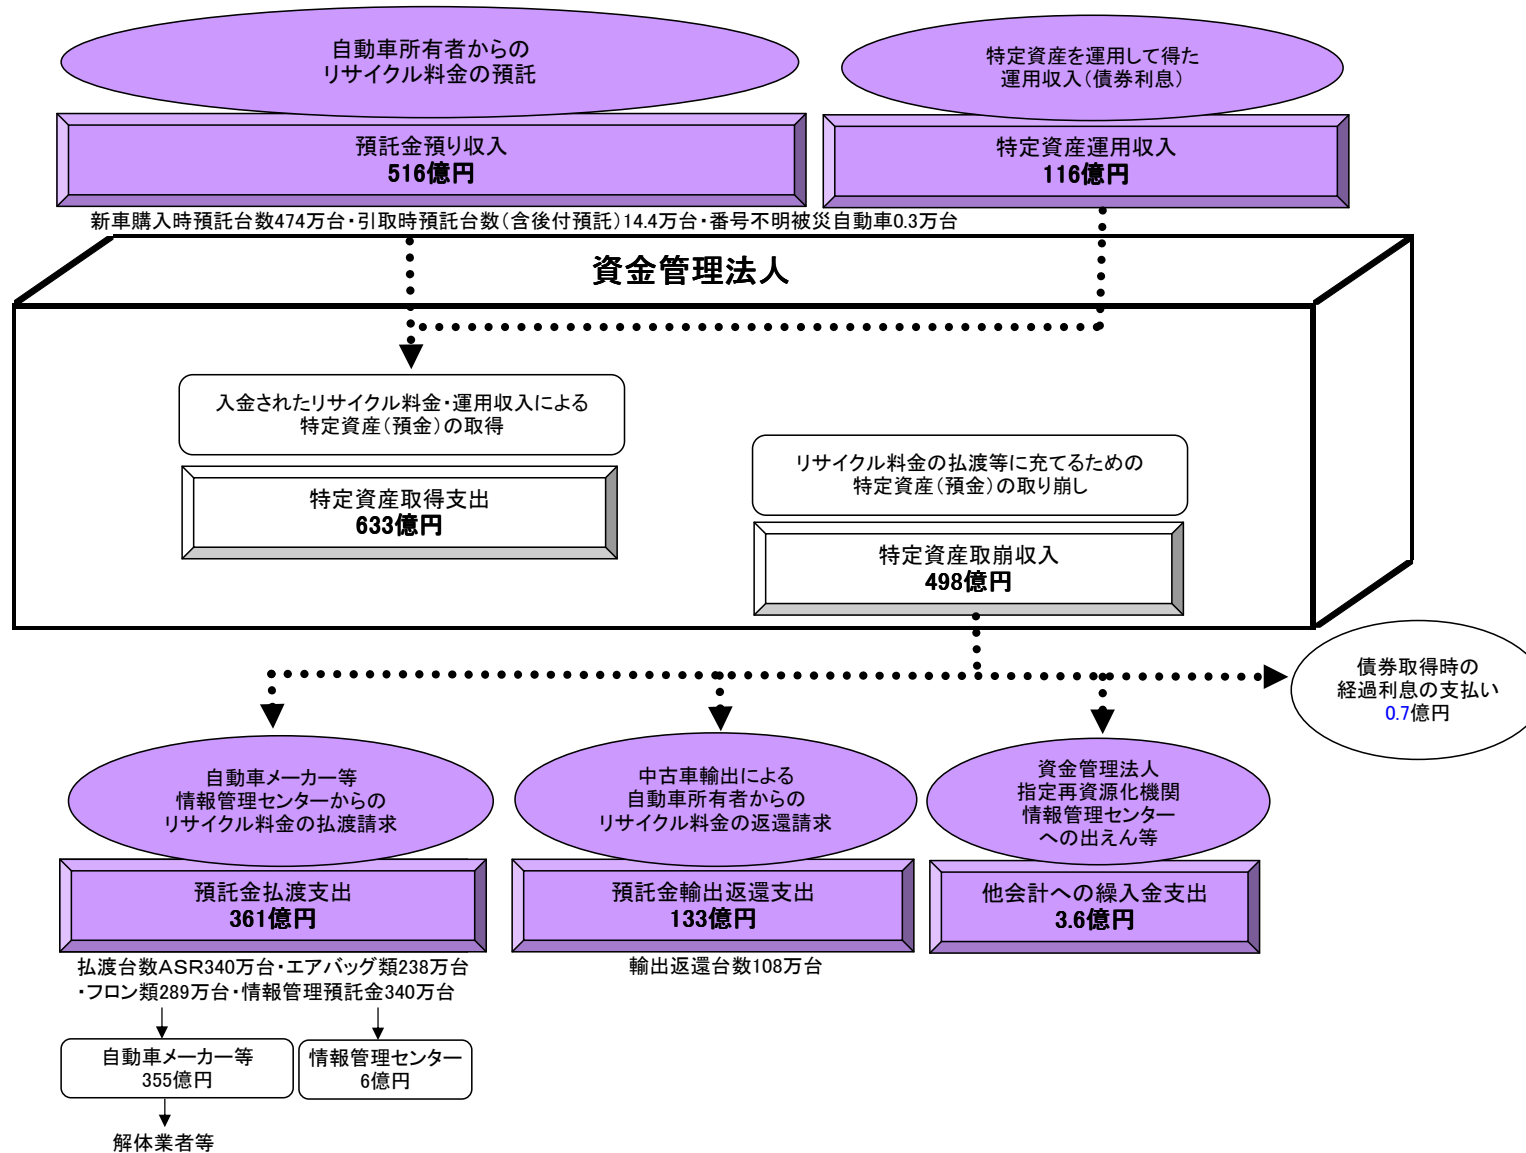 自動車所有者からの
リサイクル料金の預託
特定資産を運用して得た
運用収入（債券利息）
預託金預り収入
516億円
特定資産運用収入
116億円
新車購入時預託台数474万台・引取時預託台数（含後付預託）14.4万台・番号不明被災自動車0.3万台
資金管理法人
入金されたリサイクル料金・運用収入による
特定資産（預金）の取得
特定資産取得支出
633億円
リサイクル料金の払渡等に充てるための
特定資産（預金）の取り崩し
特定資産取崩収入
498億円
債券取得時の
経過利息の支払い
0.7億円
自動車メーカー等
情報管理センターからの
リサイクル料金の払渡請求
中古車輸出による
自動車所有者からの
リサイクル料金の返還請求
資金管理法人
指定再資源化機関
情報管理センター
への出えん等
預託金払渡支出
361億円
預託金輸出返還支出
133億円
他会計への繰入金支出
3.6億円
払渡台数ＡＳＲ340万台・エアバッグ類238万台
・フロン類289万台・情報管理預託金340万台
輸出返還台数108万台
自動車メーカー等
355億円
情報管理センター
6億円
解体業者等